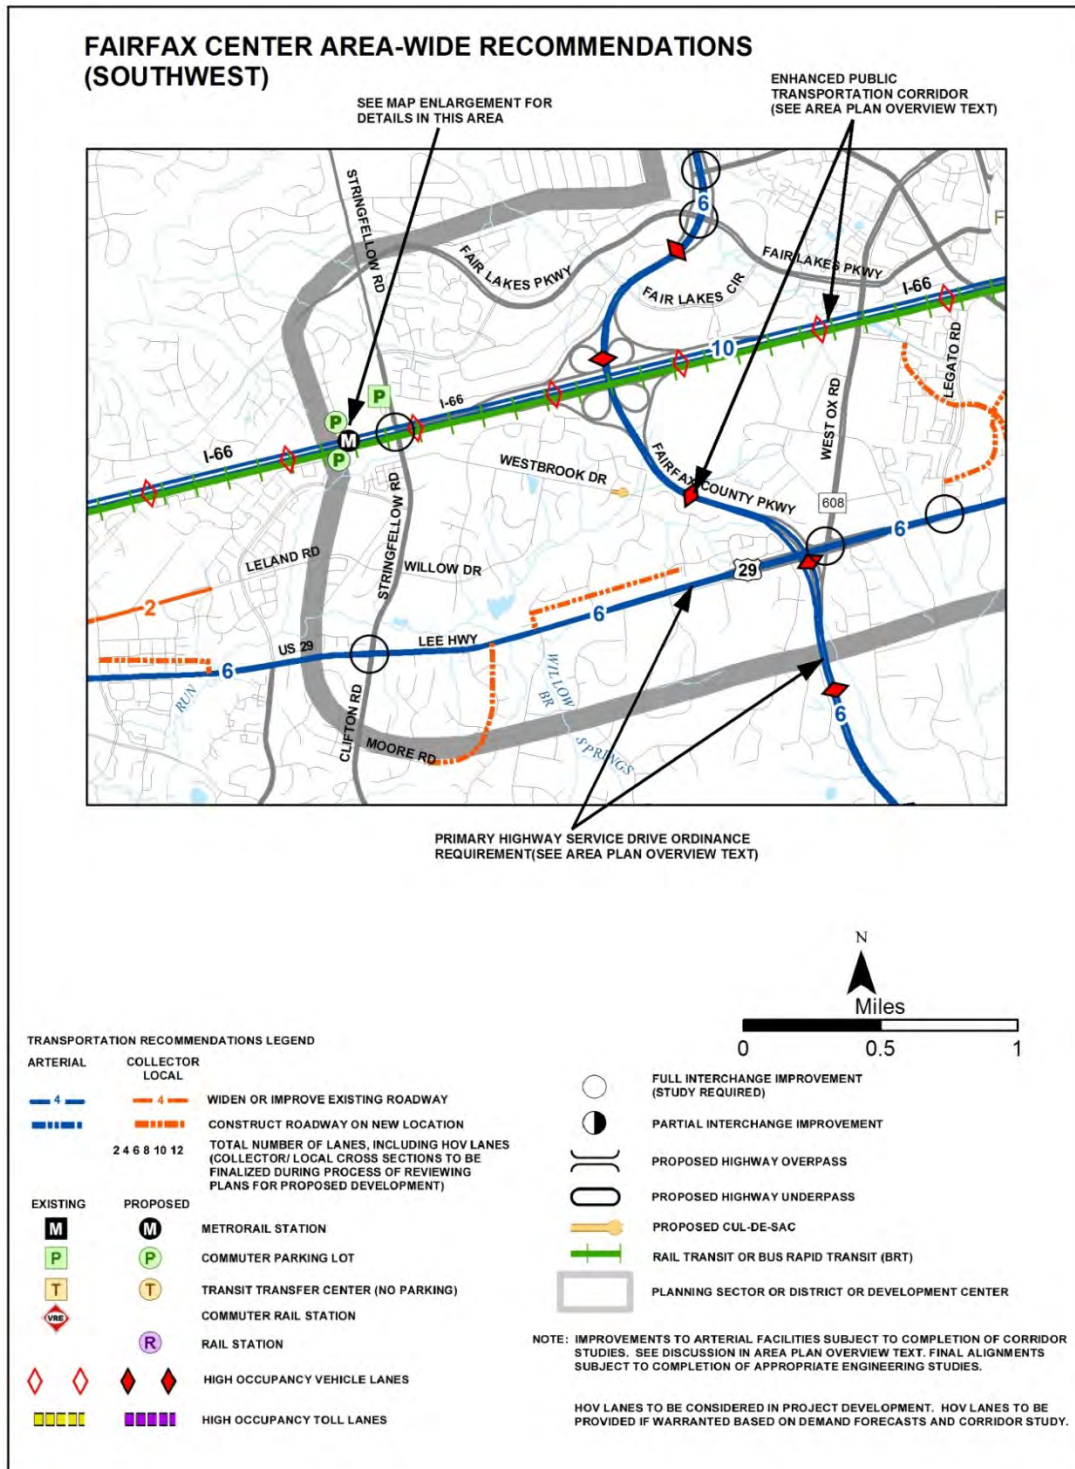 FAIRFAX CENTER AREA-WIDE RECOMMENDATIONS
(SOUTHWEST)
SEE MAP ENLARGEMENT FOR
DETAILS IN THIS AREA
ENHANCED PUBLIC
TRANSPORTATION CORRIDOR
(SEE AREA PLAN OVERVIEW TEXT)
STRINGFELLOW RD
6
F
FAIR LAKES PKWY
FAIR LAKES PKWY
FAIR LAKES CIR
I-66
10
LEGATO RD
P
I-66
WEST OX RD
P
M
P
I-66
WESTBROOK DR
FAIRFAX COUNTY PKWY
608
STRINGFELLOW RD
6
LELAND RD
WILLOW DR
29
2
6
LEE HWY
US 29
6
RUN
WILLOW
BR
SPRINGS
CLIFTON RD
MOORE RD
6
PRIMARY HIGHWAY SERVICE DRIVE ORDINANCE
REQUIREMENT(SEE AREA PLAN OVERVIEW TEXT)
N
Miles
0 0.5 1
TRANSPORTATION RECOMMENDATIONS LEGEND
ARTERIAL COLLECTOR
LOCAL
4 4 WIDEN OR IMPROVE EXISTING ROADWAY
CONSTRUCT ROADWAY ON NEW LOCATION
2 4 6 8 10 12 TOTAL NUMBER OF LANES, INCLUDING HOV LANES
(COLLECTOR/ LOCAL CROSS SECTIONS TO BE
FINALIZED DURING PROCESS OF REVIEWING
PLANS FOR PROPOSED DEVELOPMENT)
EXISTING PROPOSED
M M METRORAIL STATION
P P COMMUTER PARKING LOT
T T TRANSIT TRANSFER CENTER (NO PARKING)
VRE COMMUTER RAIL STATION
R RAIL STATION
HIGH OCCUPANCY VEHICLE LANES
HIGH OCCUPANCY TOLL LANES
FULL INTERCHANGE IMPROVEMENT
(STUDY REQUIRED)
PARTIAL INTERCHANGE IMPROVEMENT
PROPOSED HIGHWAY OVERPASS
PROPOSED HIGHWAY UNDERPASS
PROPOSED CUL-DE-SAC
RAIL TRANSIT OR BUS RAPID TRANSIT (BRT)
PLANNING SECTOR OR DISTRICT OR DEVELOPMENT CENTER
NOTE: IMPROVEMENTS TO ARTERIAL FACILITIES SUBJECT TO COMPLETION OF CORRIDOR
STUDIES. SEE DISCUSSION IN AREA PLAN OVERVIEW TEXT. FINAL ALIGNMENTS
SUBJECT TO COMPLETION OF APPROPRIATE ENGINEERING STUDIES.
HOV LANES TO BE CONSIDERED IN PROJECT DEVELOPMENT. HOV LANES TO BE
PROVIDED IF WARRANTED BASED ON DEMAND FORECASTS AND CORRIDOR STUDY.